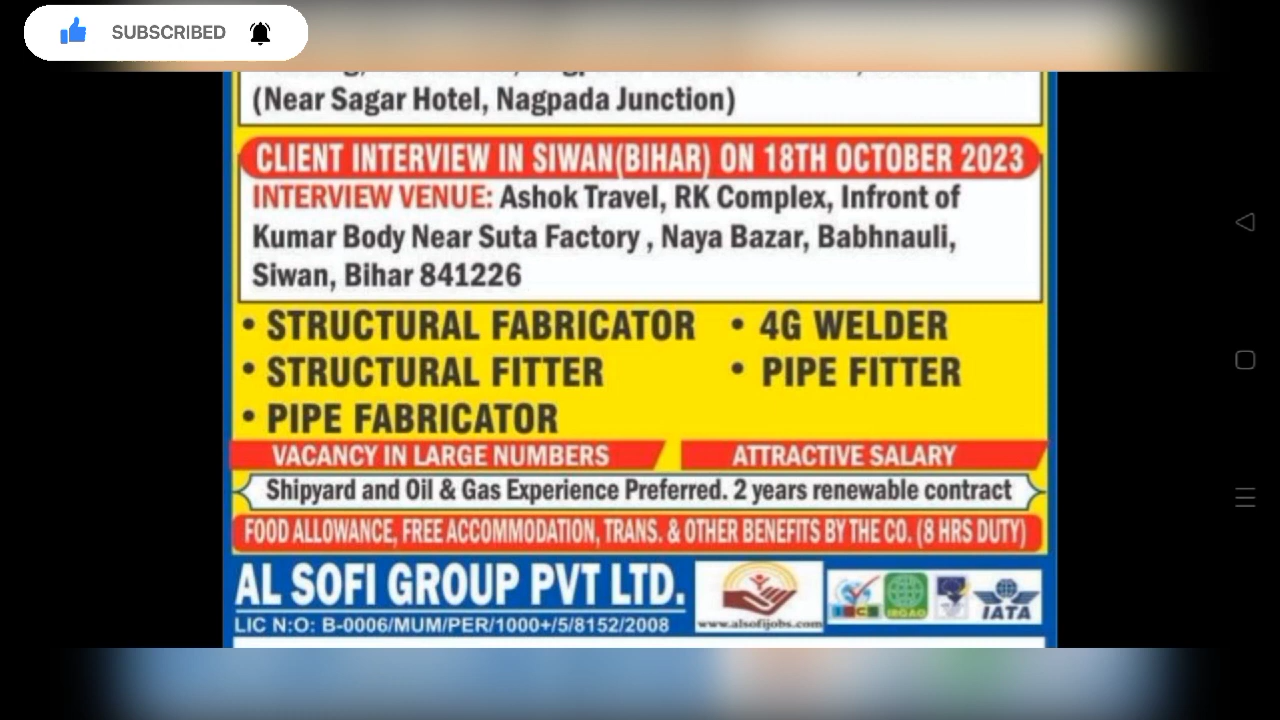 SUBSCRIBED
(Near Sagar Hotel, Nagpada Junction)
CLIENT INTERVIEW IN SIWAN(BIHAR) ON 18TH OCTOBER 2023
INTERVIEW VENUE: Ashok Travel, RK Complex, Infront of
Kumar Body Near Suta Factory , Naya Bazar, Babhnauli,
Siwan, Bihar 841226
• STRUCTURAL FABRICATOR • 4G WELDER
• STRUCTURAL FITTER • PIPE FITTER
• PIPE FABRICATOR
VACANCY IN LARGE NUMBERS ATTRACTIVE SALARY
Shipyard and Oil & Gas Experience Preferred. 2 years renewable contract
FOOD ALLOWANCE, FREE ACCOMMODATION, TRANS. & OTHER BENEFITS BY THE CO. (8 HRS DUTY)
AL SOFI GROUP PVT LTD.
LIC N:O: B-0006/MUM/PER/1000+/5/8152/2008
www.alsofijobs.com
IATA